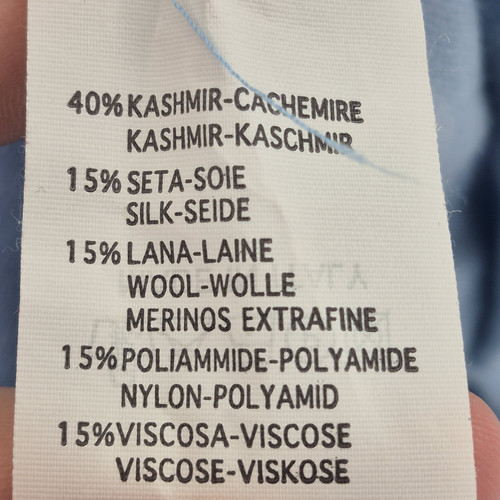 40% KASHMIR-CACHEMIRE
KASHMIR-KASCHMIR
15% SETA-SOIE
SILK-SEIDE
15% LANA-LAINE
WOOL-WOLLE
MERINOS EXTRAFINE
15% POLIAMMIDE-POLYAMIDE
NYLON-POLYAMID
15% VISCOSA-VISCOSE
VISCOSE-VISKOSE